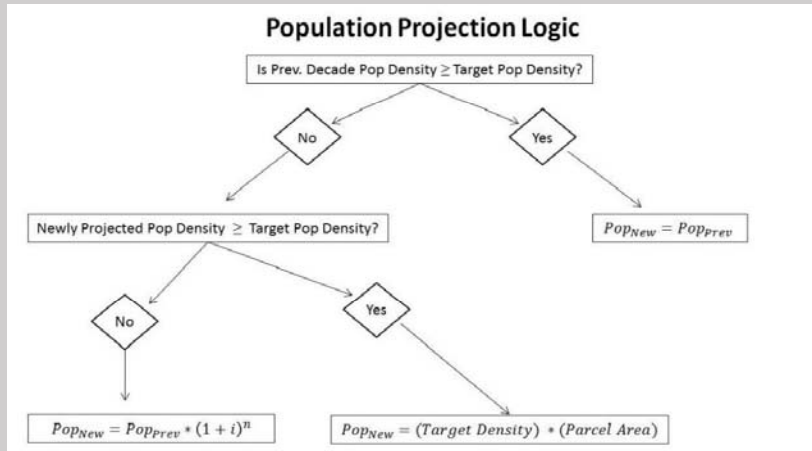 Population Projection Logic
Is Prev. Decade Pop Density ≥ Target Pop Density?
No
Yes
Newly Projected Pop Density ≥ Target Pop Density?
Pop_New = Pop_Prev
No
Yes
Pop_New = Pop_Prev * (1 + i)^n
Pop_New = (Target Density) * (Parcel Area)